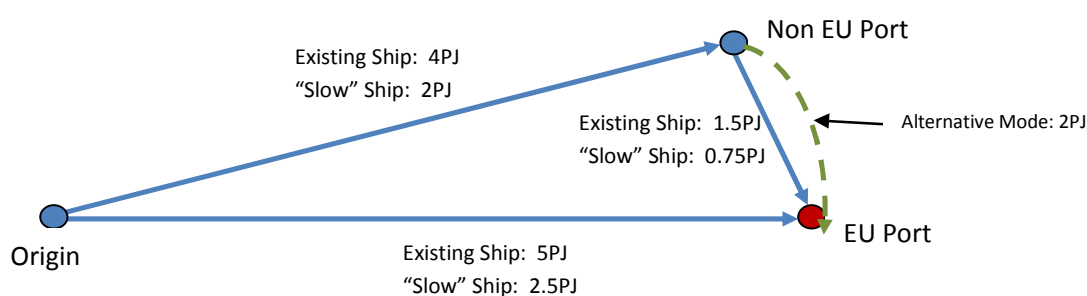 Non EU Port
Existing Ship: 4PJ
“Slow” Ship: 2PJ
Existing Ship: 1.5PJ
“Slow” Ship: 0.75PJ
Alternative Mode: 2PJ
Origin
EU Port
Existing Ship: 5PJ
“Slow” Ship: 2.5PJ